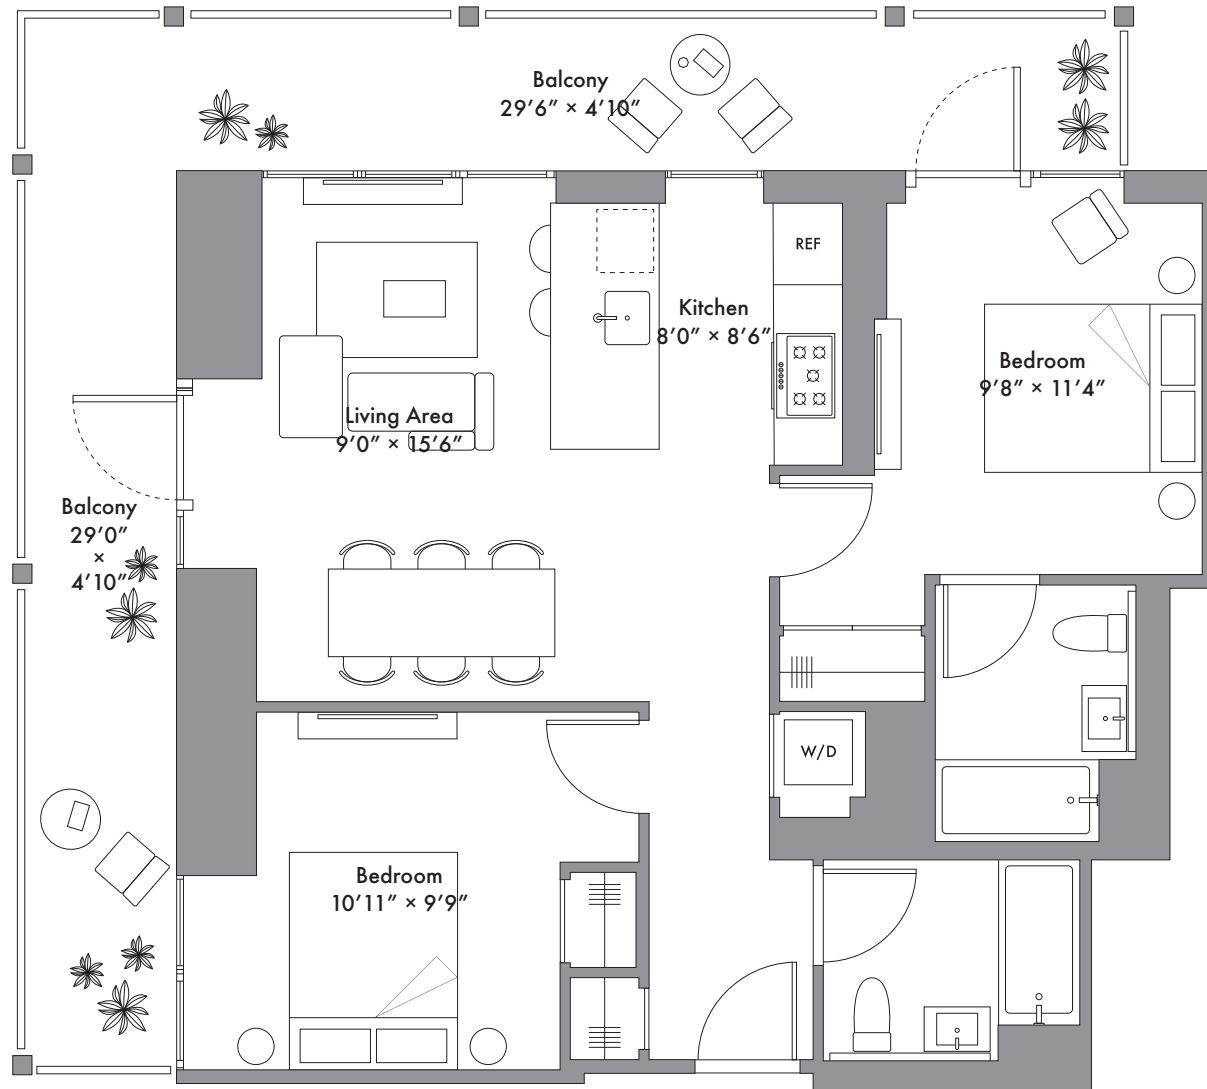 Balcony
29’6” × 4’10”
REF
Kitchen
8’0” × 8’6”
Bedroom
9’8” × 11’4”
Living Area
9’0” × 15’6”
Balcony
29’0”
×
4’10”
W/D
Bedroom
10’11” × 9’9”